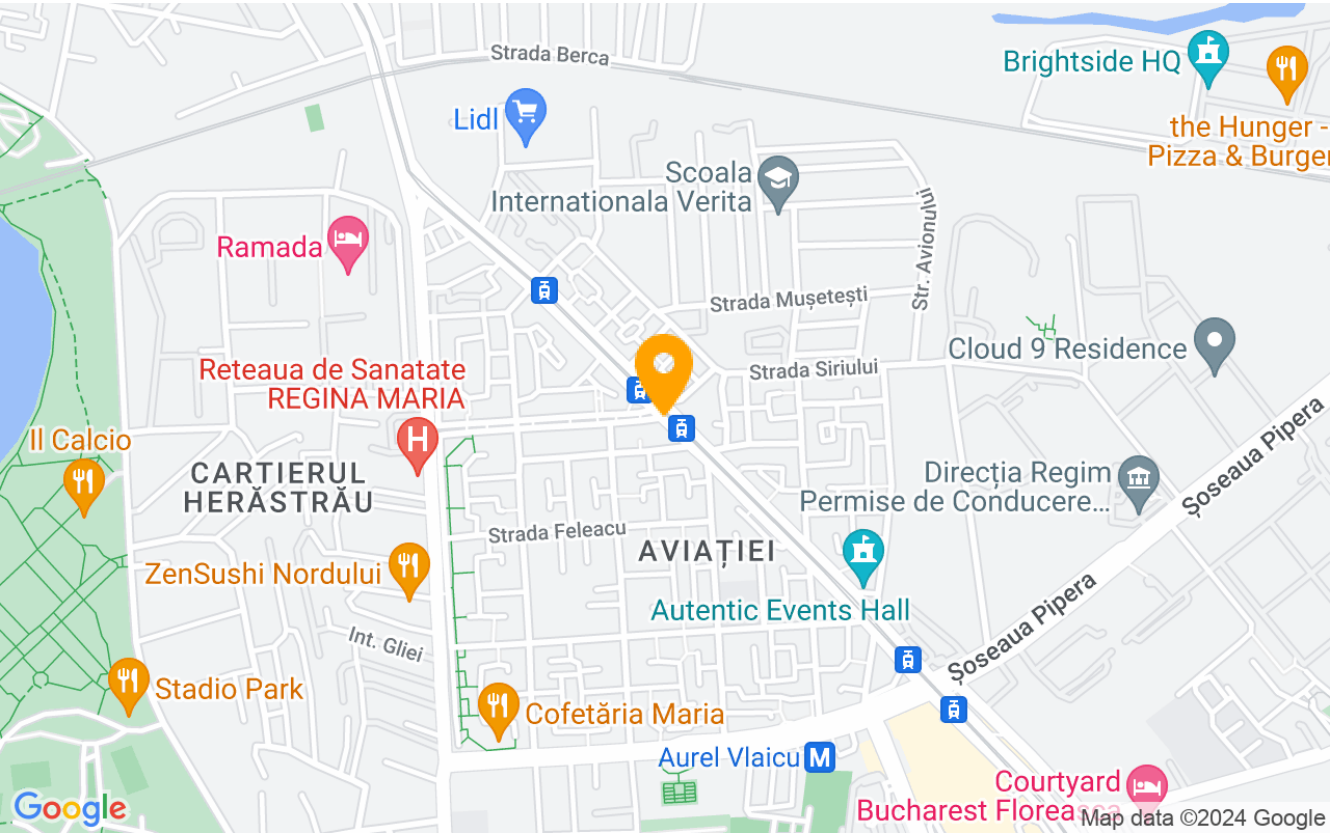 Strada Berca
Brightside HQ
Lidl
the Hunger -
Pizza & Burger
Scoala
Internationala Verita
Str. Avionului
Ramada
Strada Mușetești
Cloud 9 Residence
Reteaua de Sanatate
REGINA MARIA
Strada Siriului
Șoseaua Pipera
H
Il Calcio
CARTIERUL
HERĂSTRĂU
Direcția Regim
Permise de Conducere...
Strada Feleacu
AVIAȚIEI
ZenSushi Nordului
Autentic Events Hall
Șoseaua Pipera
Int. Gliei
Stadio Park
Cofetăria Maria
Aurel Vlaicu M
Courtyard
Bucharest Floreasca
Google
Map data ©2024 Google